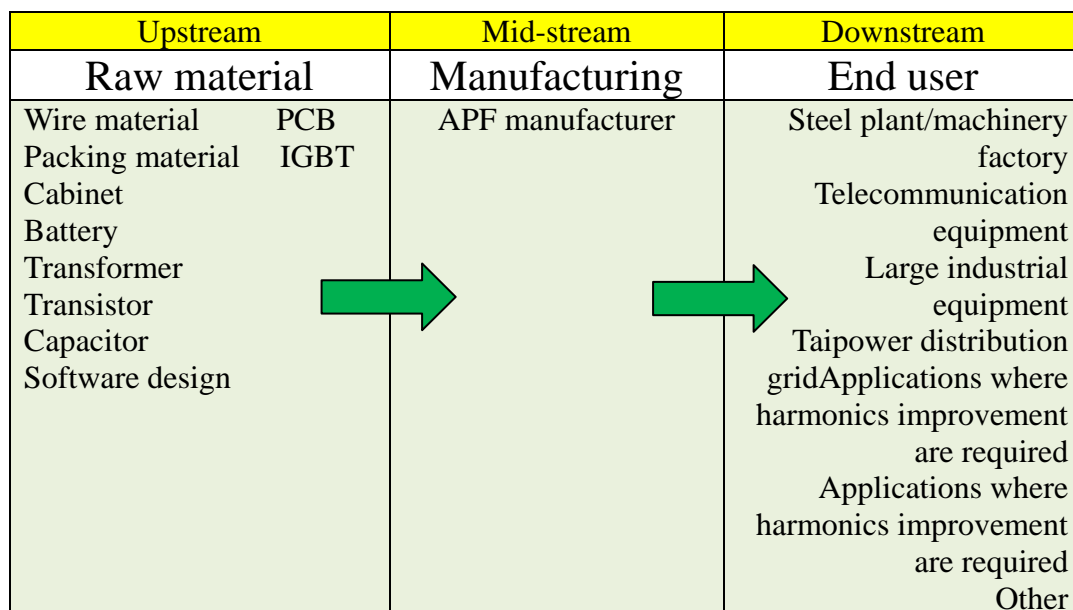 Upstream
Mid-stream
Downstream
Raw material
Manufacturing
End user
Wire material PCB
Packing material IGBT
Cabinet
Battery
Transformer
Transistor
Capacitor
Software design
APF manufacturer
Steel plant/machinery
factory
Telecommunication
equipment
Large industrial
equipment
Taipower distribution
gridApplications where
harmonics improvement
are required
Applications where
harmonics improvement
are required
Other